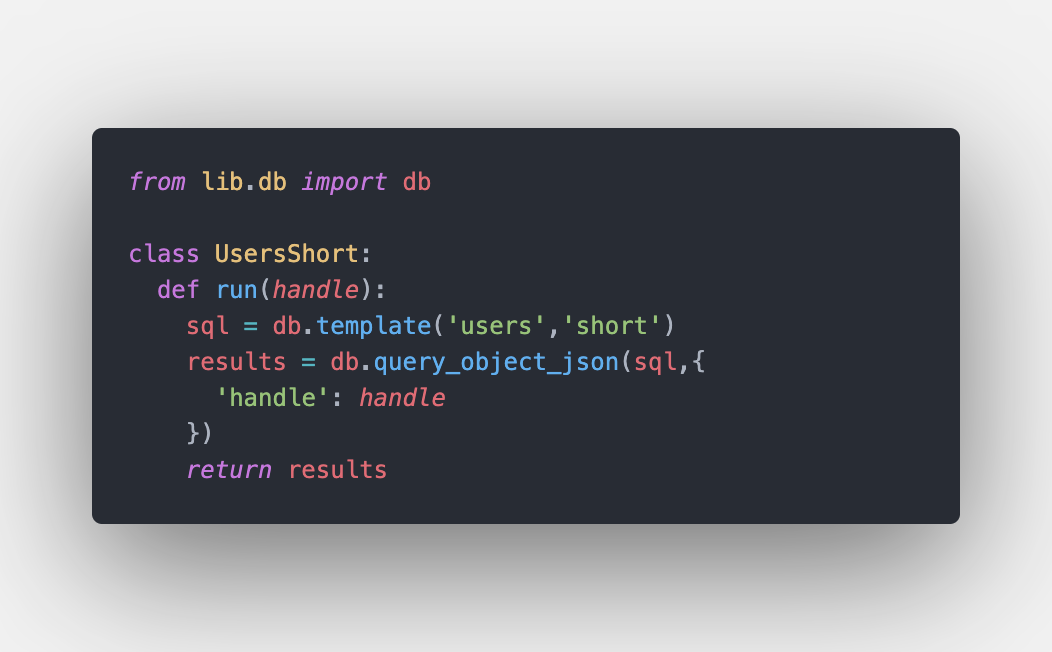 from lib.db import db

class UsersShort:
  def run(handle):
    sql = db.template('users','short')
    results = db.query_object_json(sql,{
      'handle': handle
    })
    return results